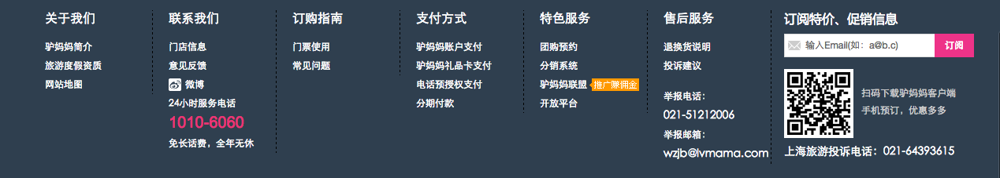 关于我们
驴妈妈简介
旅游度假资质
网站地图
联系我们
门店信息
意见反馈
微博
24小时服务电话
1010-6060
免长话费，全年无休
订购指南
门票使用
常见问题
支付方式
驴妈妈账户支付
驴妈妈礼品卡支付
电话预授权支付
分期付款
特色服务
团购预约
分销系统
驴妈妈联盟 推广赚佣金
开放平台
售后服务
退换货说明
投诉建议
举报电话：
021-51212006
举报邮箱：
wzjb@lvmama.com
订阅特价、促销信息
输入Email(如：a@b.c) 订阅
扫码下载驴妈妈客户端
手机预订，优惠多多
上海旅游投诉电话：021-64393615